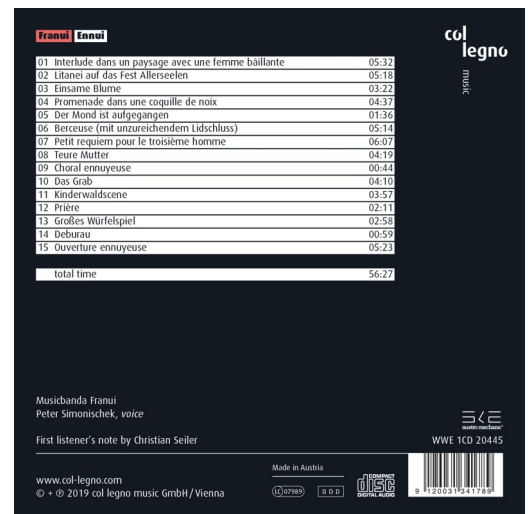 Franui Ennui
col
legno
music
01 Interlude dans un paysage avec une femme bâillante 05:32
02 Litanei auf das Fest Allerseelen 05:18
03 Einsame Blume 03:22
04 Promenade dans une coquille de noix 04:37
05 Der Mond ist aufgegangen 01:36
06 Berceuse (mit unzureichendem Lidschluss) 05:14
07 Petit requiem pour le troisième homme 06:07
08 Teure Mutter 04:19
09 Choral ennuyeuse 00:44
10 Das Grab 04:10
11 Kinderwaldscene 03:57
12 Prière 02:11
13 Großes Würfelspiel 02:58
14 Deburau 00:59
15 Ouverture ennuyeuse 05:23
total time 56:27
Musicbanda Franui
Peter Simonischek, voice
First listener's note by Christian Seiler
austro mechana®
WWE 1CD 20445
www.col-legno.com
© + ℗ 2019 col legno music GmbH/Vienna
Made in Austria
LC 07989
DDD
COMPACT
disc
DIGITAL AUDIO
9 120031 341789